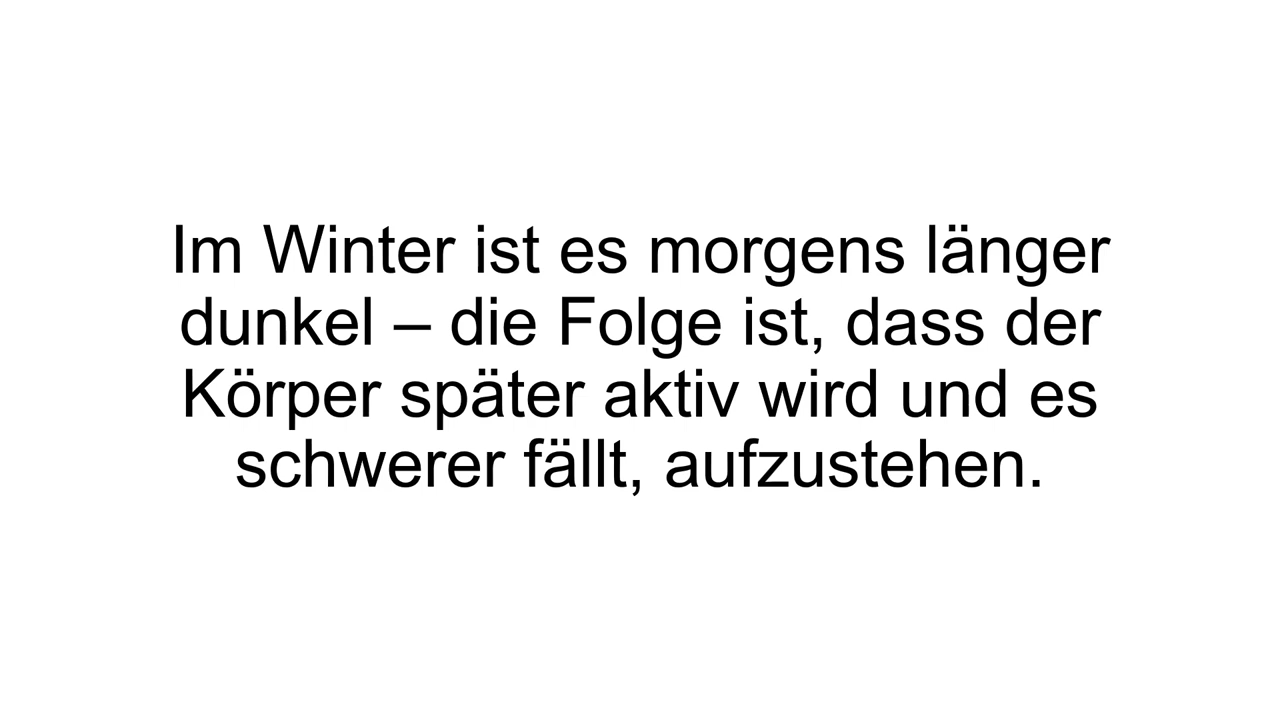 Im Winter ist es morgens länger
dunkel – die Folge ist, dass der
Körper später aktiv wird und es
schwerer fällt, aufzustehen.